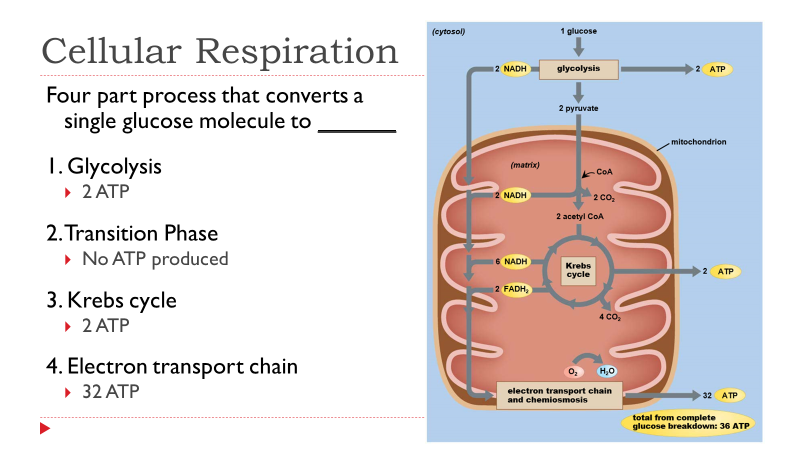 Cellular Respiration
Four part process that converts a
single glucose molecule to ________
1. Glycolysis
2 ATP
2. Transition Phase
No ATP produced
3. Krebs cycle
2 ATP
4. Electron transport chain
32 ATP
(cytosol)
1 glucose
2 NADH
glycolysis
2 ATP
2 pyruvate
mitochondrion
(matrix)
CoA
2 NADH
2 CO₂
2 acetyl CoA
6 NADH
Krebs
cycle
2 ATP
2 FADH₂
4 CO₂
O₂
H₂O
electron transport chain
and chemiosmosis
32 ATP
total from complete
glucose breakdown: 36 ATP